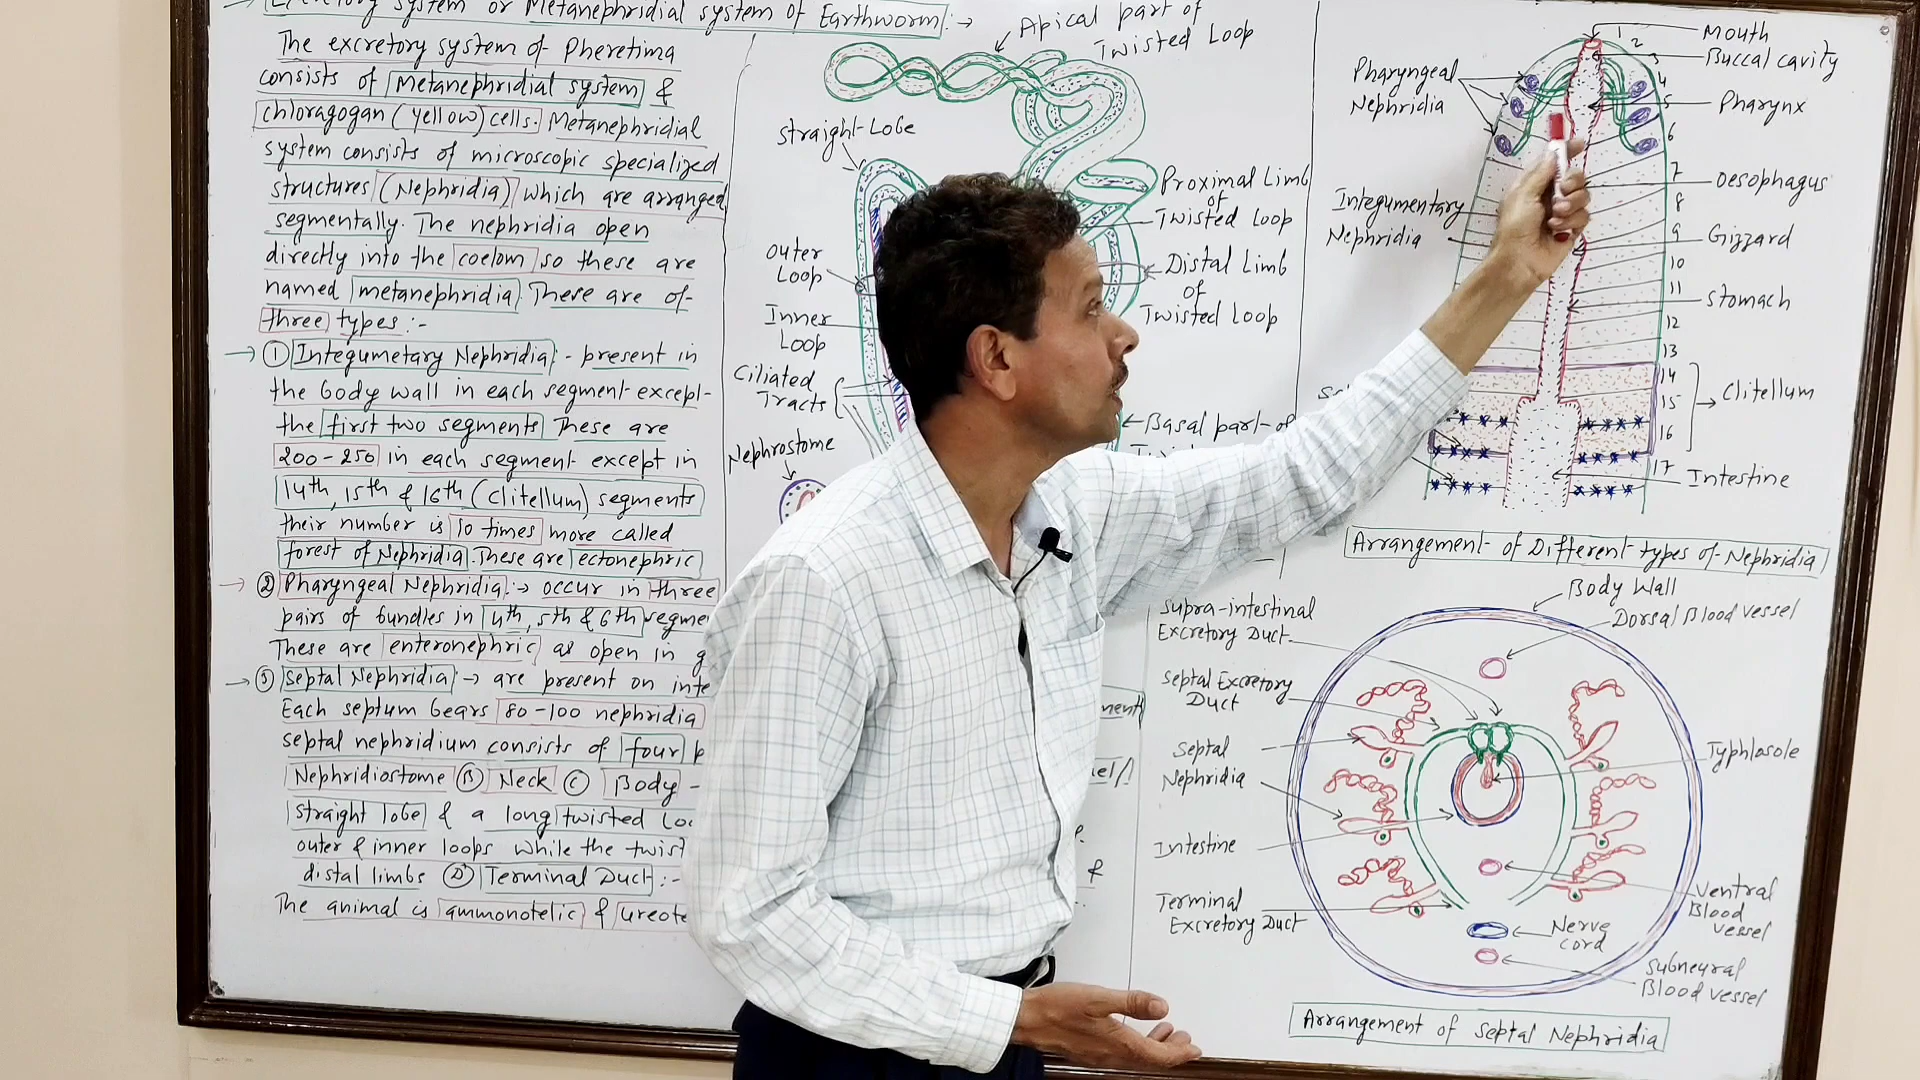 Excretory system or Metanephridial system of Earthworm:→
The excretory system of Pheretima
consists of Metanephridial system &
chloragogan (yellow) cells. Metanephridial
system consists of microscopic specialized
structures (Nephridia) which are arranged
segmentally. The nephridia open
directly into the coelom so these are
named metanephridia. These are of
three types:-
→ ① Integumetary Nephridia:- present in
the body wall in each segment except
the first two segments These are
200-250 in each segment except in
14th, 15th & 16th (Clitellum) segments
their number is 10 times more called
forest of Nephridia. These are ectonephric
→ ② Pharyngeal Nephridia:→ occur in three
pairs of bundles in 4th, 5th & 6th segme
These are enteronephric as open in g
→ ③ Septal Nephridia:→ are present on inte
Each septum bears 80-100 nephridia
septal nephridium consists of four p
Nephridiostome Ⓑ Neck Ⓒ Body -
straight lobe & a long twisted Lo
outer & inner loops while the twist
distal limbs Ⓓ Terminal Duct:-
The animal is ammonotelic & ureote
Apical part of
Twisted Loop
straight-Lobe
Proximal Limb
of
Twisted Loop
outer
Loop
Distal Limb
of
Twisted Loop
Inner
Loop
Ciliated
Tracts
Basal part of
Nephrostome
ment
Mouth
Buccal cavity
Pharyngeal
Nephridia
Pharynx
Integumentary
Nephridia
Oesophagus
Gizzard
stomach
Clitellum
Intestine
1
2
3
4
5
6
7
8
9
10
11
12
13
14
15
16
17
Arrangement of Different types of Nephridia
Body Wall
Dorsal Blood vessel
supra-intestinal
Excretory Duct
Septal Excretory
Duct
Septal
Nephridia
Typhlosole
Intestine
Terminal
Excretory Duct
Ventral
Blood
vessel
Nerve
cord
Subneural
Blood vessel
Arrangement of Septal Nephridia